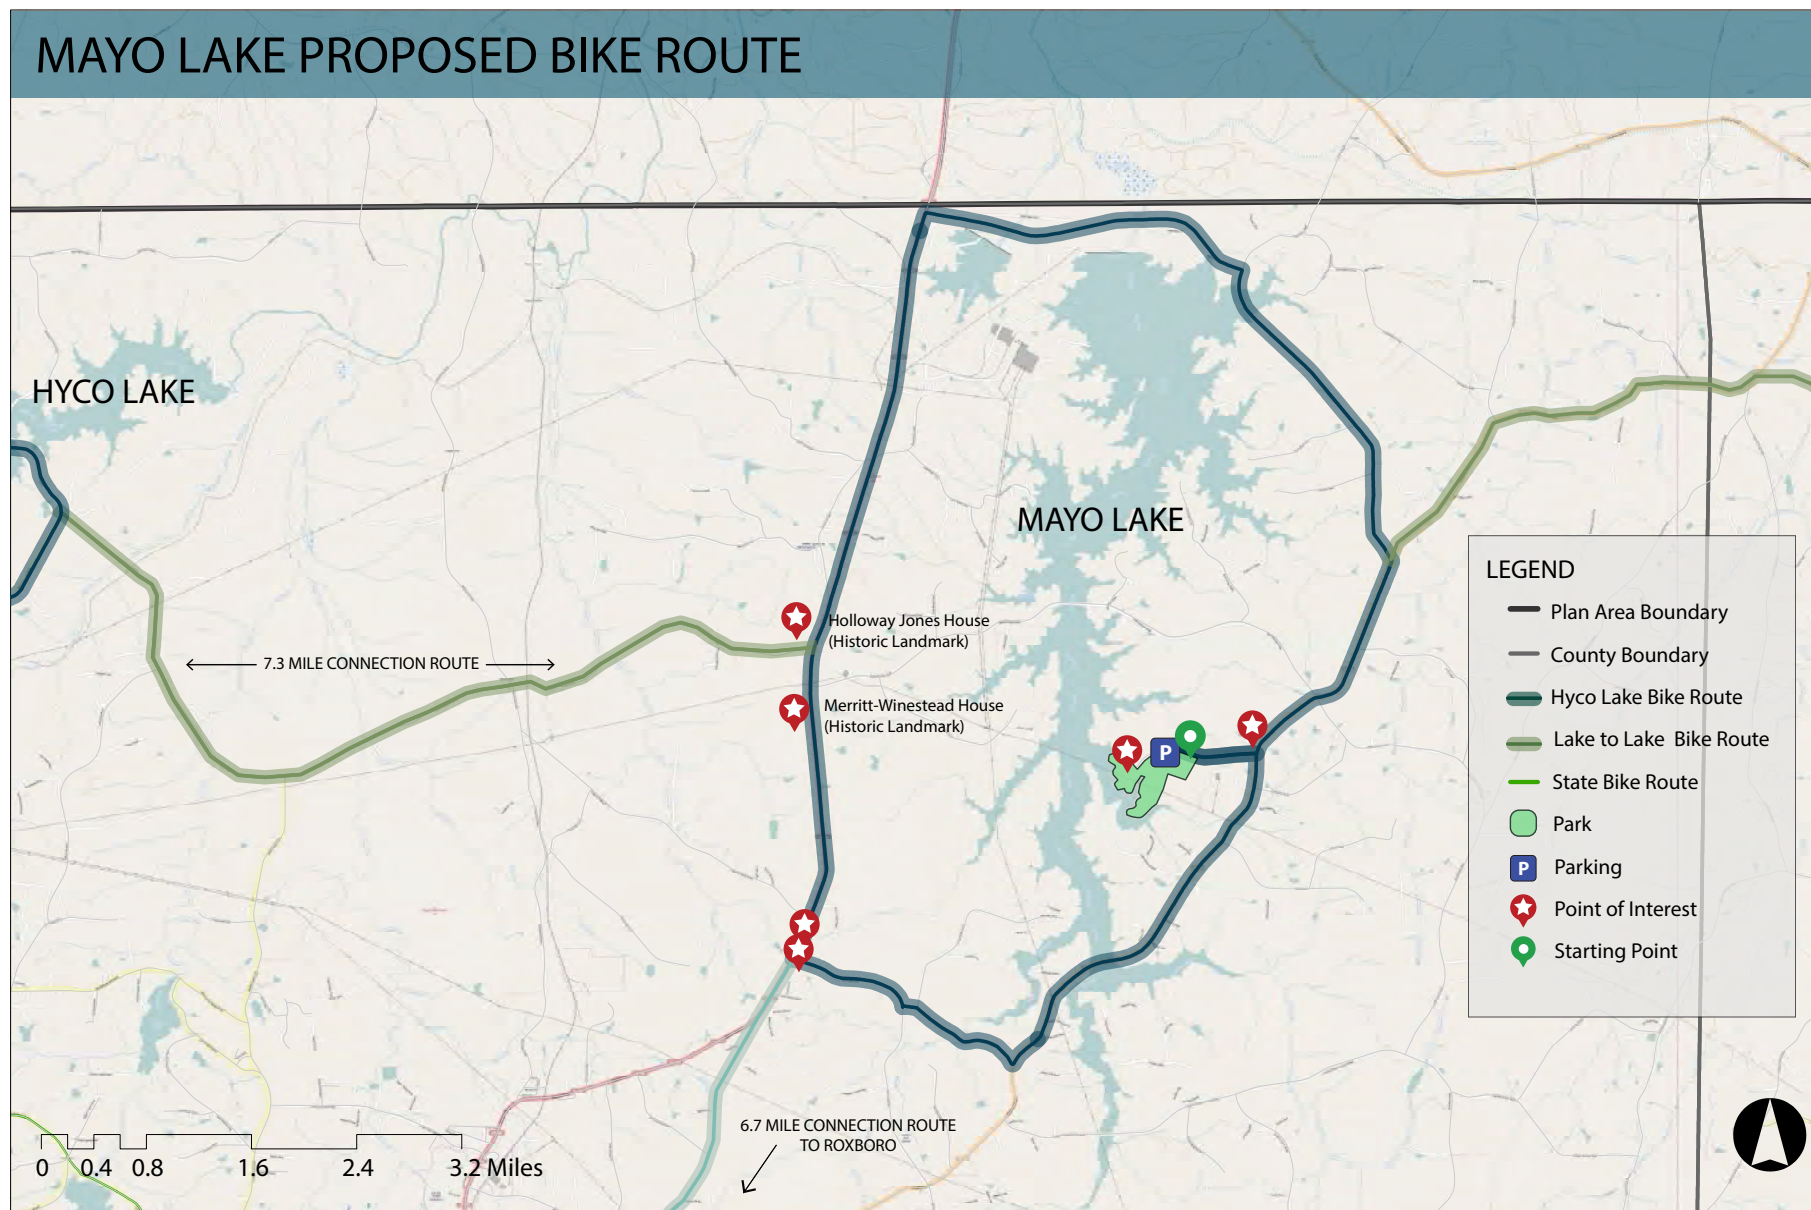 MAYO LAKE PROPOSED BIKE ROUTE
HYCO LAKE
MAYO LAKE
Holloway Jones House
(Historic Landmark)
7.3 MILE CONNECTION ROUTE
Merritt-Winestead House
(Historic Landmark)
P
6.7 MILE CONNECTION ROUTE
TO ROXBORO
0 0.4 0.8 1.6 2.4 3.2 Miles
LEGEND
Plan Area Boundary
County Boundary
Hyco Lake Bike Route
Lake to Lake Bike Route
State Bike Route
Park
P Parking
Point of Interest
Starting Point